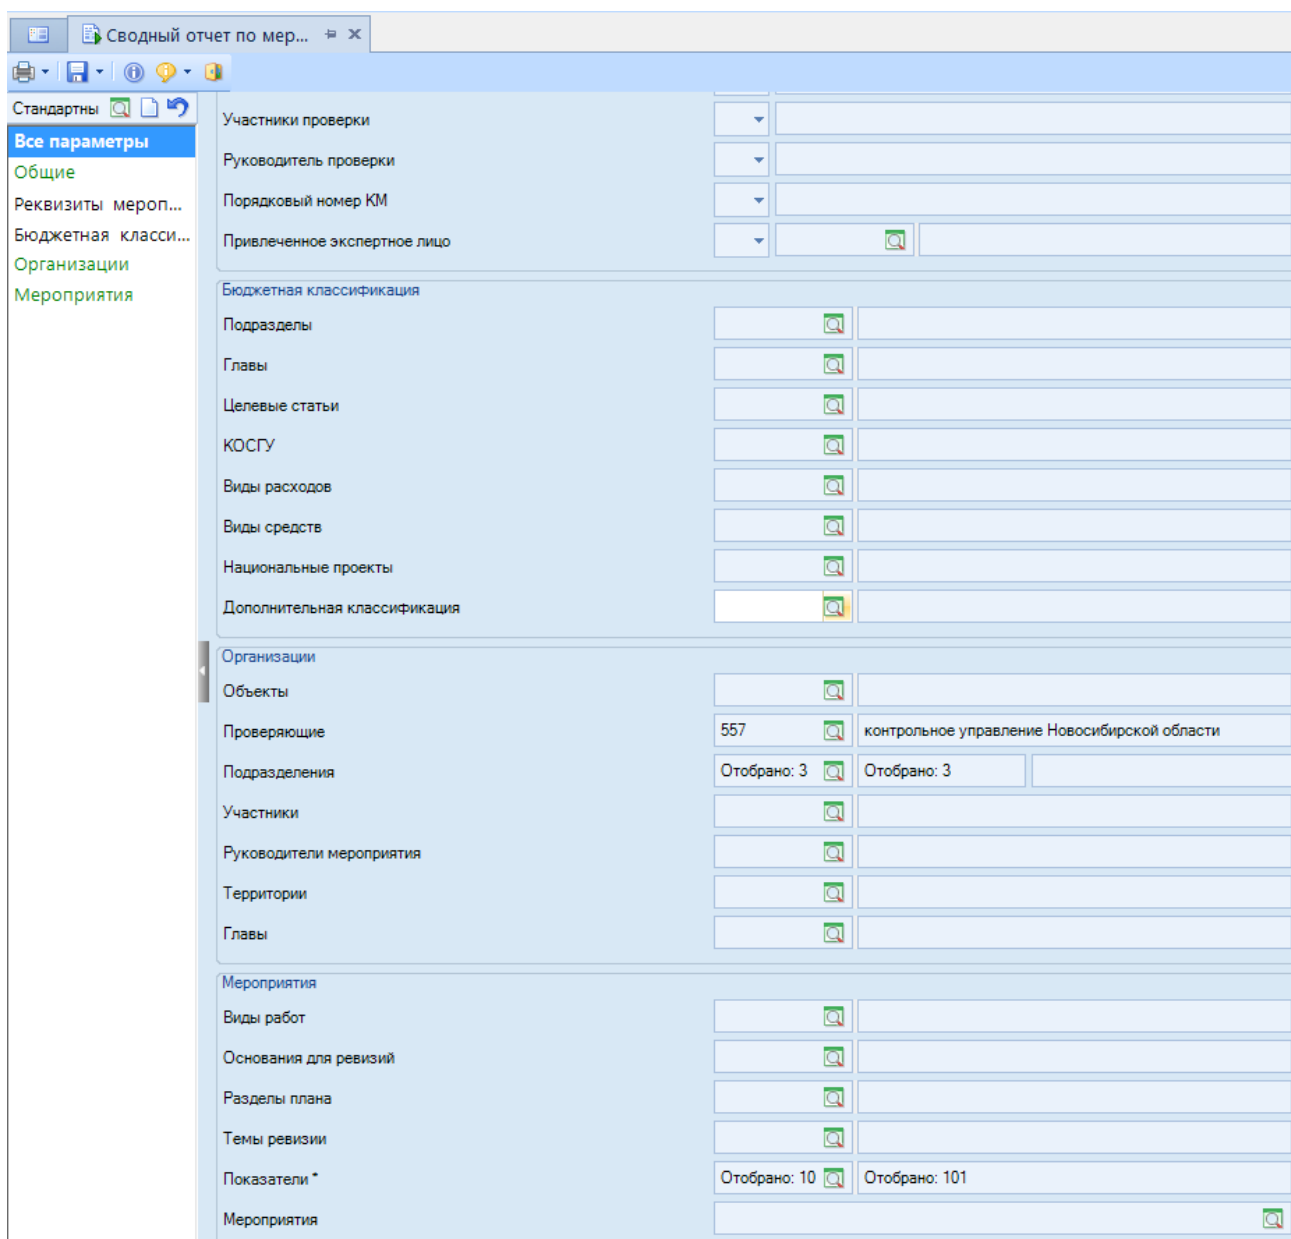 Сводный отчет по мер...
Стандартны
Все параметры
Общие
Реквизиты мероп...
Бюджетная класси...
Организации
Мероприятия
Участники проверки
Руководитель проверки
Порядковый номер КМ
Привлеченное экспертное лицо
Бюджетная классификация
Подразделы
Главы
Целевые статьи
КОСГУ
Виды расходов
Виды средств
Национальные проекты
Дополнительная классификация
Организации
Объекты
Проверяющие 557 контрольное управление Новосибирской области
Подразделения Отобрано: 3 Отобрано: 3
Участники
Руководители мероприятия
Территории
Главы
Мероприятия
Виды работ
Основания для ревизий
Разделы плана
Темы ревизии
Показатели * Отобрано: 10 Отобрано: 101
Мероприятия